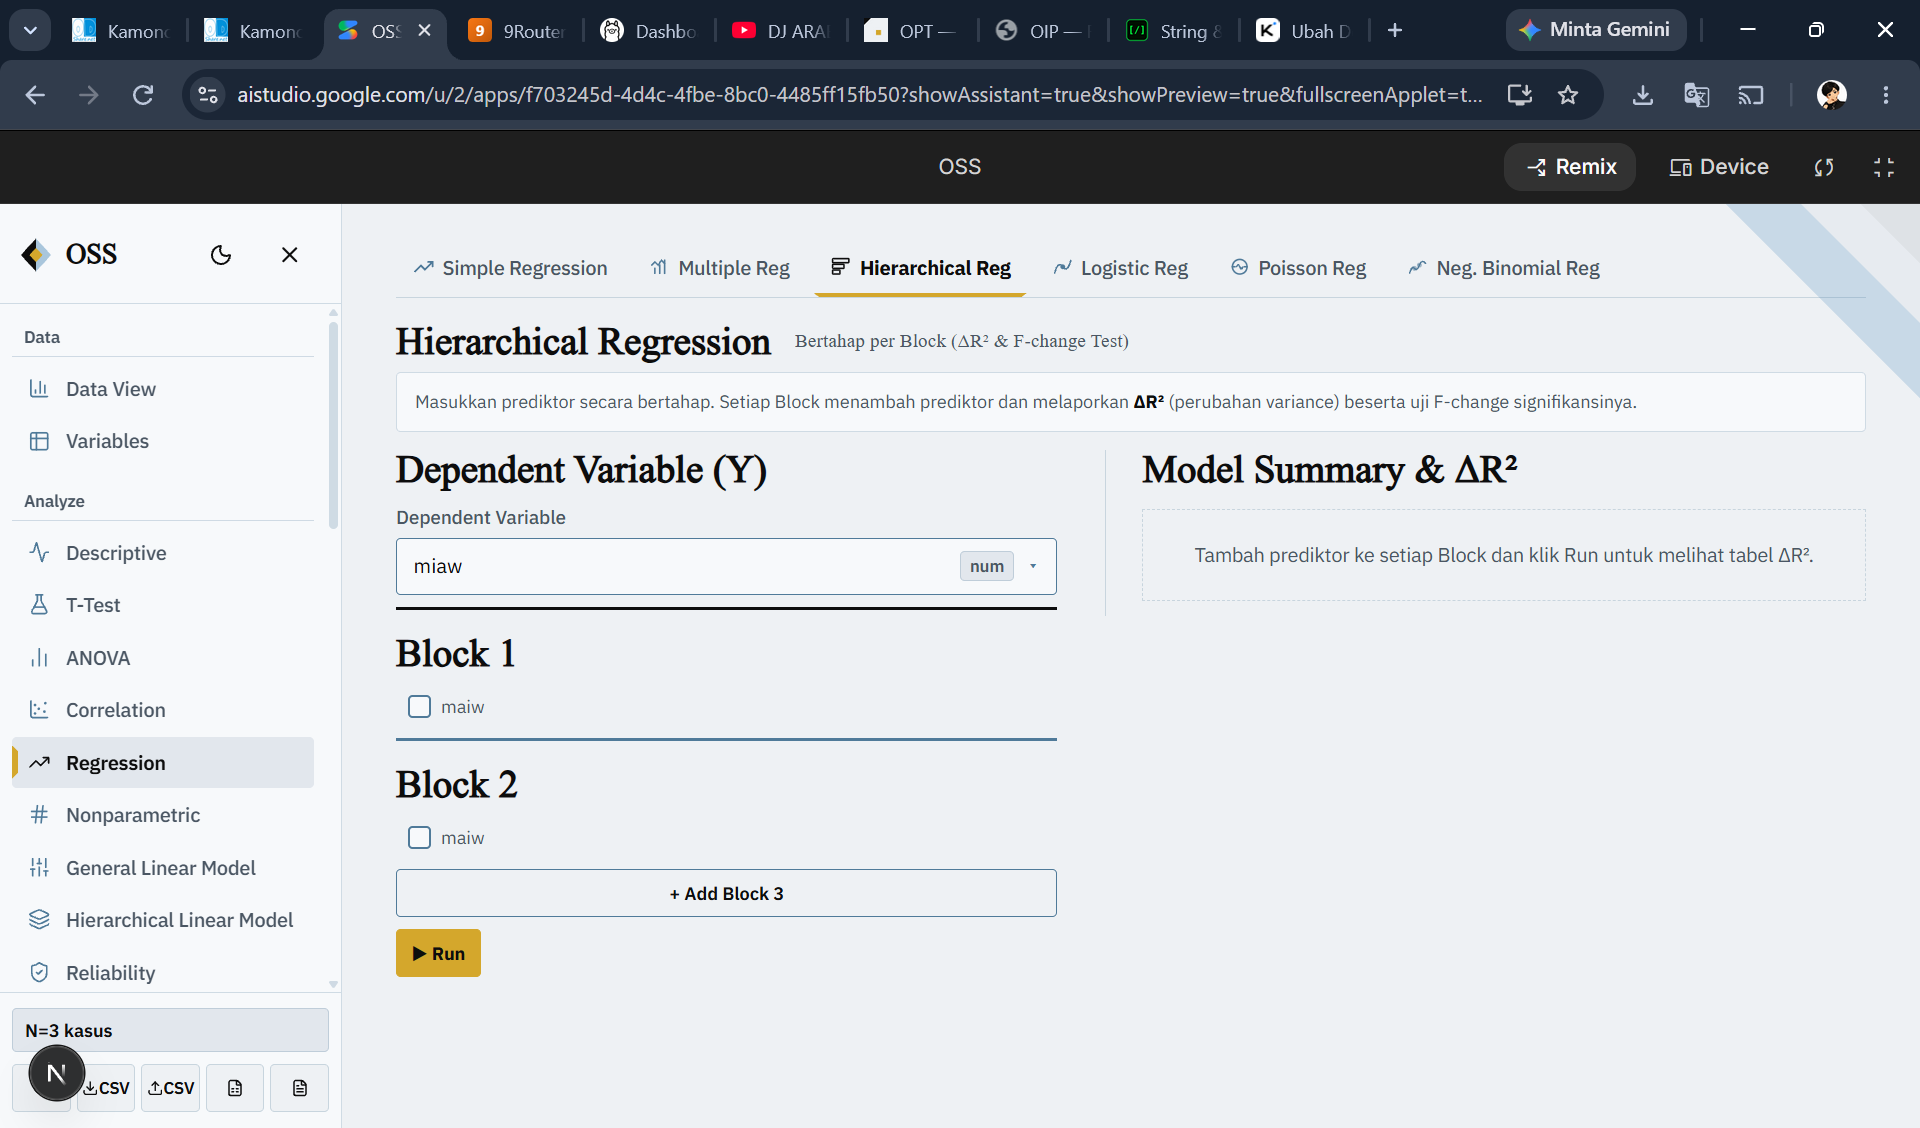 Kamon
Kamon
OS
9Router
Dashbo
DJ ARA
OPT —
OIP —
String &
Ubah D
Minta Gemini
aistudio.google.com/u/2/apps/f703245d-4d4c-4fbe-8bc0-4485ff15fb50?showAssistant=true&showPreview=true&fullscreenApplet=t...
OSS
Remix
Device
OSS
Data
Data View
Variables
Analyze
Descriptive
T-Test
ANOVA
Correlation
Regression
Nonparametric
General Linear Model
Hierarchical Linear Model
Reliability
N=3 kasus
N
CSV
CSV
Simple Regression
Multiple Reg
Hierarchical Reg
Logistic Reg
Poisson Reg
Neg. Binomial Reg
Hierarchical Regression
Bertahap per Block (ΔR² & F-change Test)
Masukkan prediktor secara bertahap. Setiap Block menambah prediktor dan melaporkan ΔR² (perubahan variance) beserta uji F-change signifikansinya.
Dependent Variable (Y)
Dependent Variable
miaw
num
Block 1
maiw
Block 2
maiw
+ Add Block 3
Run
Model Summary & ΔR²
Tambah prediktor ke setiap Block dan klik Run untuk melihat tabel ΔR².